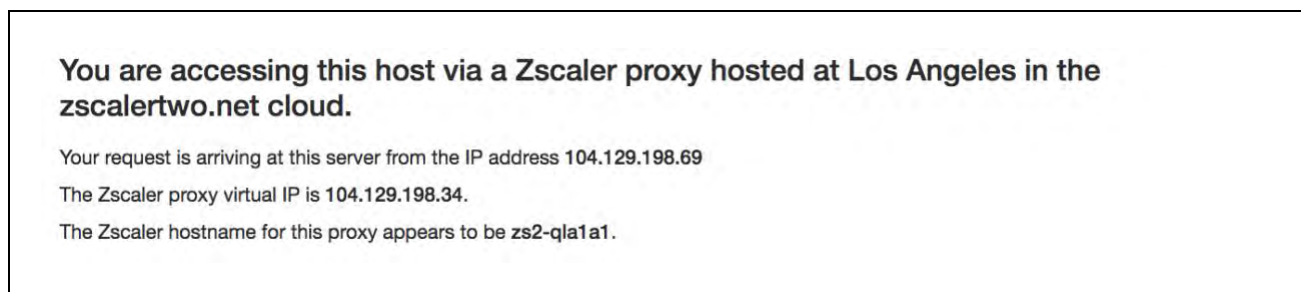 You are accessing this host via a Zscaler proxy hosted at Los Angeles in the
zscalertwo.net cloud.
Your request is arriving at this server from the IP address 104.129.198.69
The Zscaler proxy virtual IP is 104.129.198.34.
The Zscaler hostname for this proxy appears to be zs2-qla1a1.